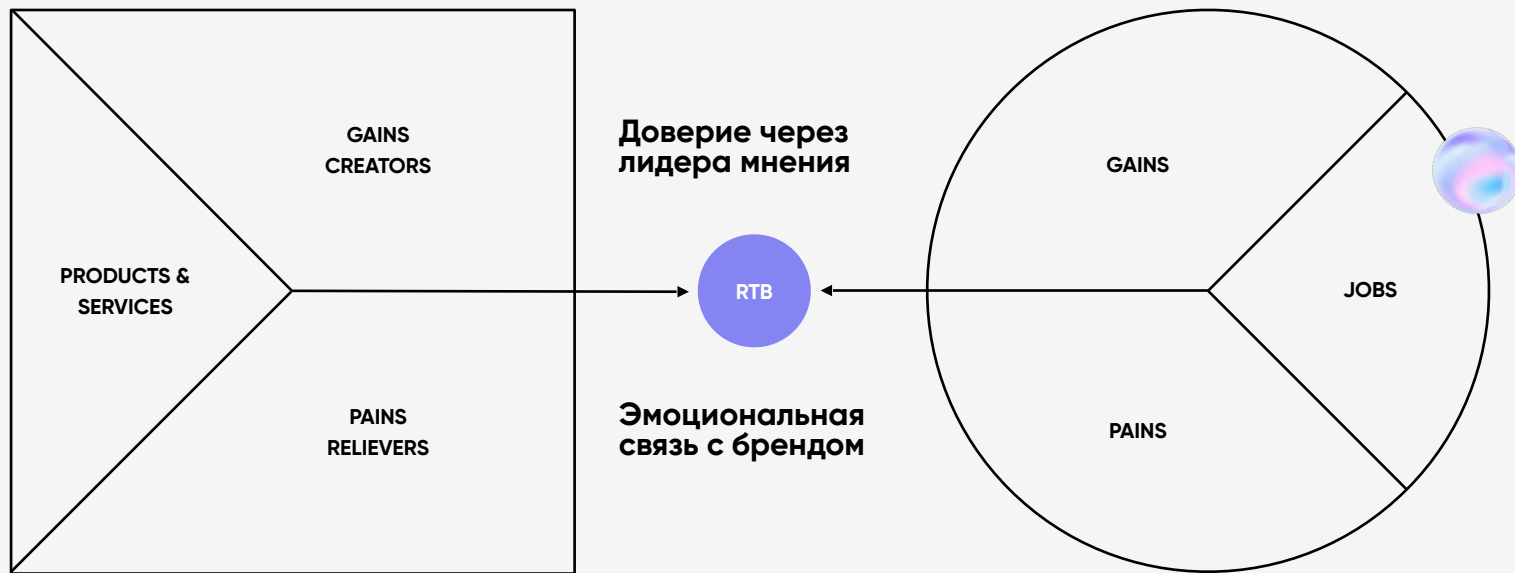 GAINS
CREATORS
PRODUCTS &
SERVICES
PAINS
RELIEVERS
Доверие через
лидера мнения
RTB
Эмоциональная
связь с брендом
GAINS
JOBS
PAINS